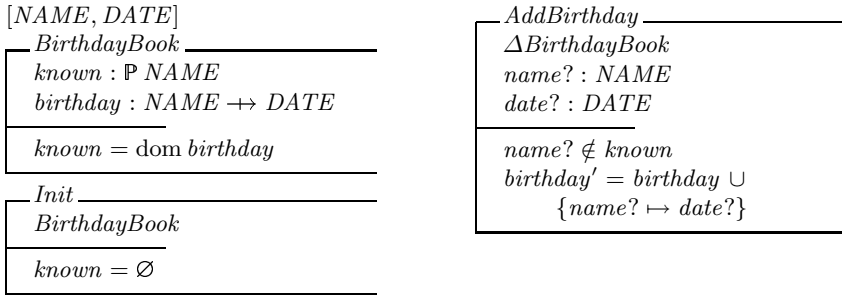 [NAME, DATE]
BirthdayBook
known : ℙ NAME
birthday : NAME ⇸ DATE
known = dom birthday
Init
BirthdayBook
known = ∅
AddBirthday
ΔBirthdayBook
name? : NAME
date? : DATE
name? ∉ known
birthday′ = birthday ∪
{name? ↦ date?}